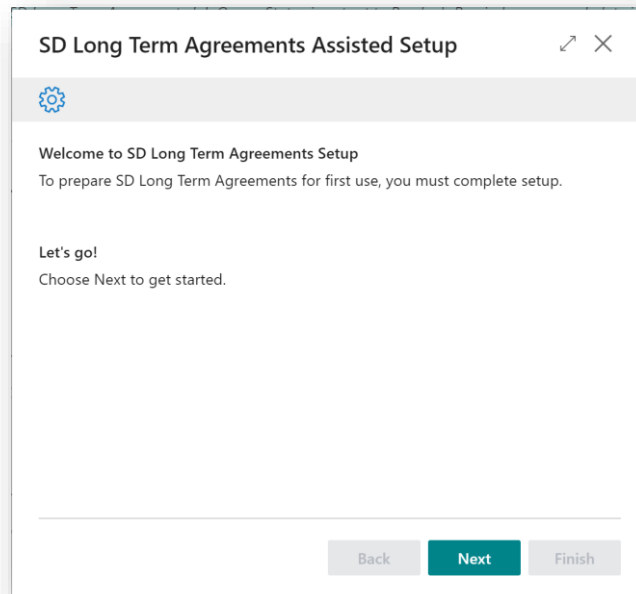 SD Long Term Agreements Assisted Setup
Welcome to SD Long Term Agreements Setup
To prepare SD Long Term Agreements for first use, you must complete setup.
Let's go!
Choose Next to get started.
Back
Next
Finish